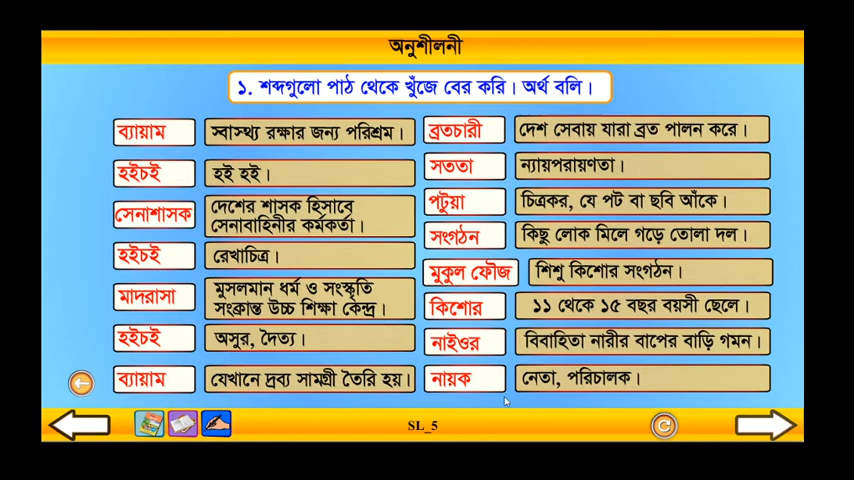 অনুশীলনী
১. শব্দগুলো পাঠ থেকে খুঁজে বের করি। অর্থ বলি।
ব্যায়াম
স্বাস্থ্য রক্ষার জন্য পরিশ্রম।
হইচই
হই হই।
সেনাশাসক
দেশের শাসক হিসাবে
সেনাবাহিনীর কর্মকর্তা।
হইচই
রেখাচিত্র।
মাদরাসা
মুসলমান ধর্ম ও সংস্কৃতি
সংক্রান্ত উচ্চ শিক্ষা কেন্দ্র।
হইচই
অসুর, দৈত্য।
ব্যায়াম
যেখানে দ্রব্য সামগ্রী তৈরি হয়।
ব্রতচারী
দেশ সেবায় যারা ব্রত পালন করে।
সততা
ন্যায়পরায়ণতা।
পটুয়া
চিত্রকর, যে পট বা ছবি আঁকে।
সংগঠন
কিছু লোক মিলে গড়ে তোলা দল।
মুকুল ফৌজ
শিশু কিশোর সংগঠন।
কিশোর
১১ থেকে ১৫ বছর বয়সী ছেলে।
নাইওর
বিবাহিতা নারীর বাপের বাড়ি গমন।
নায়ক
নেতা, পরিচালক।
SL_5